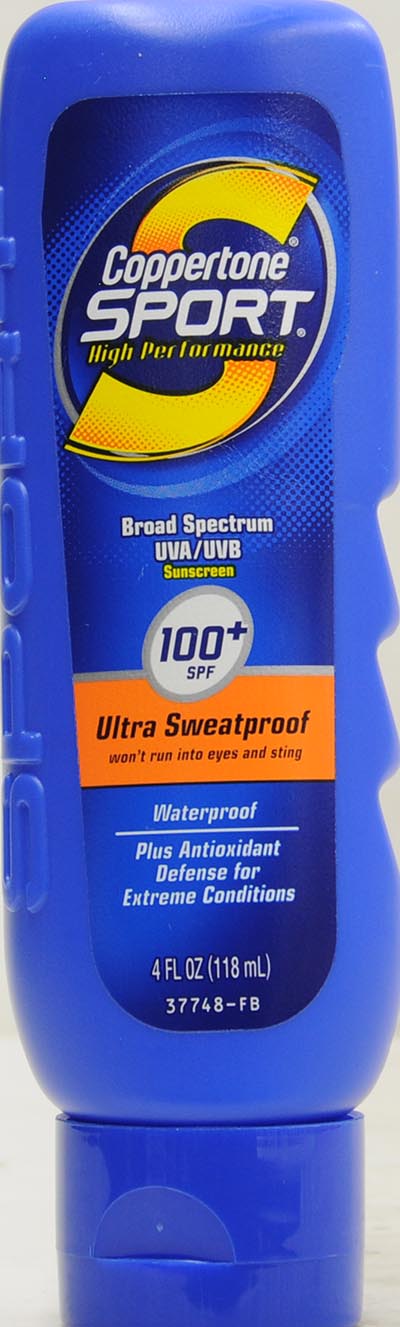 Coppertone®
SPORT®
High Performance
Broad Spectrum
UVA/UVB
Sunscreen
100+
SPF
Ultra Sweatproof
won't run into eyes and sting
Waterproof
Plus Antioxidant
Defense for
Extreme Conditions
4 FL OZ (118 mL)
37748-FB